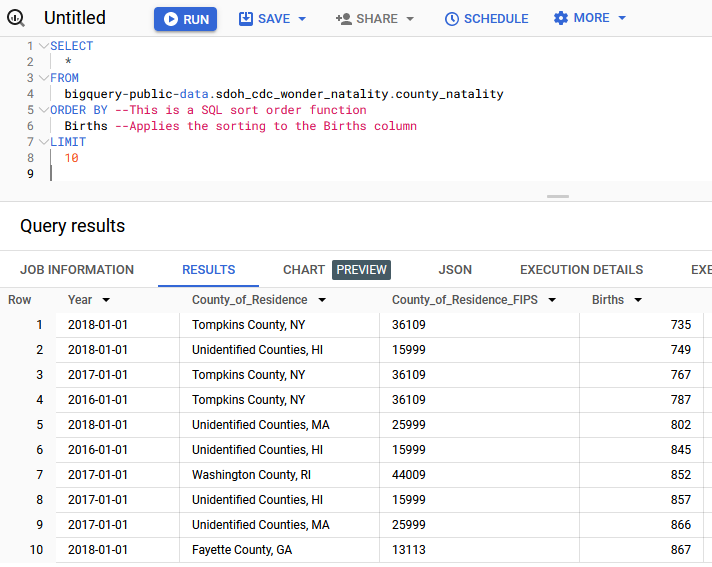 Untitled RUN SAVE SHARE SCHEDULE MORE
1 SELECT
2 *
3 FROM
4 bigquery-public-data.sdoh_cdc_wonder_natality.county_natality
5 ORDER BY --This is a SQL sort order function
6 Births --Applies the sorting to the Births column
7 LIMIT
8 10
9
Query results
JOB INFORMATION RESULTS CHART PREVIEW JSON EXECUTION DETAILS EXE
Row Year County_of_Residence County_of_Residence_FIPS Births
1 2018-01-01 Tompkins County, NY 36109 735
2 2018-01-01 Unidentified Counties, HI 15999 749
3 2017-01-01 Tompkins County, NY 36109 767
4 2016-01-01 Tompkins County, NY 36109 787
5 2018-01-01 Unidentified Counties, MA 25999 802
6 2016-01-01 Unidentified Counties, HI 15999 845
7 2017-01-01 Washington County, RI 44009 852
8 2017-01-01 Unidentified Counties, HI 15999 857
9 2017-01-01 Unidentified Counties, MA 25999 866
10 2018-01-01 Fayette County, GA 13113 867